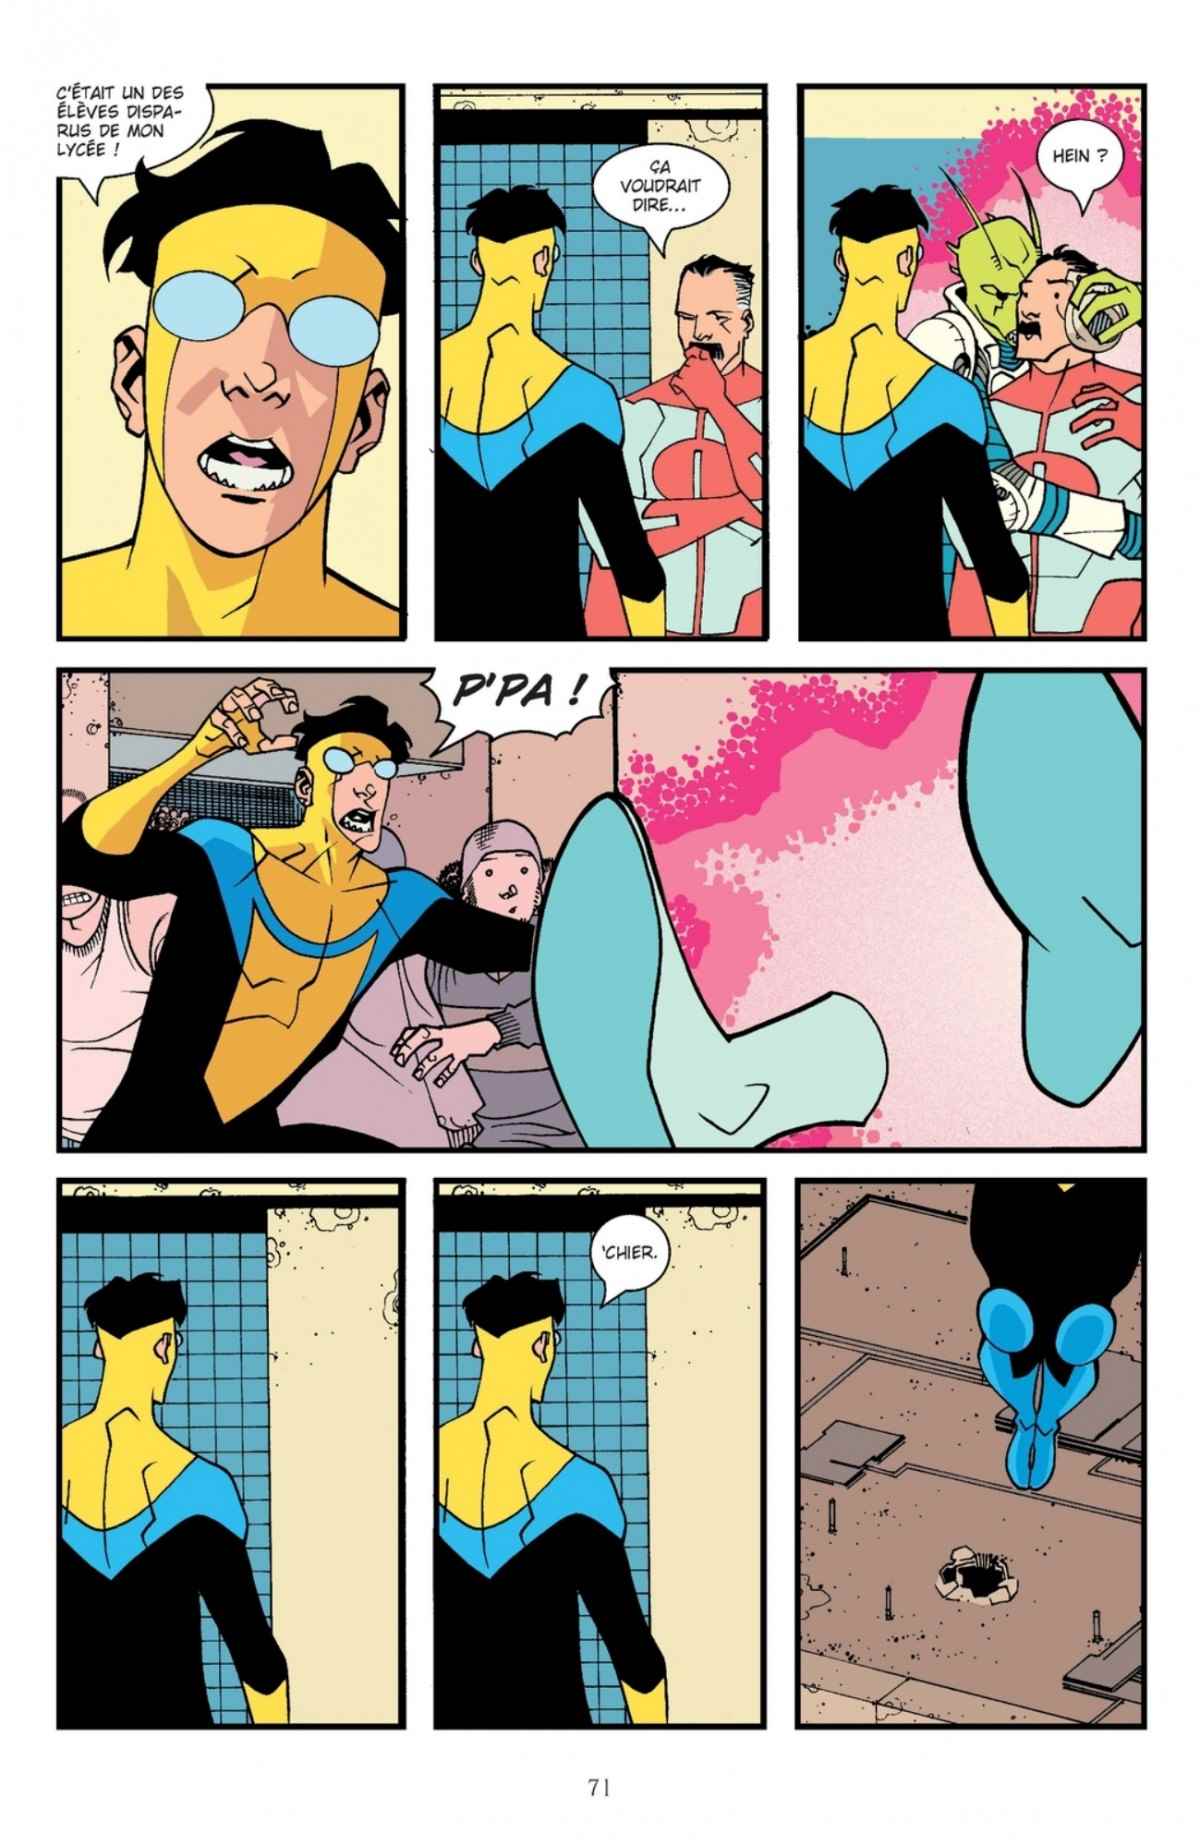 C'ÉTAIT UN DES
ÉLÈVES DISPA-
RUS DE MON
LYCÉE !
ÇA
VOUDRAIT
DIRE...
HEIN ?
P'PA !
'CHIER.
71